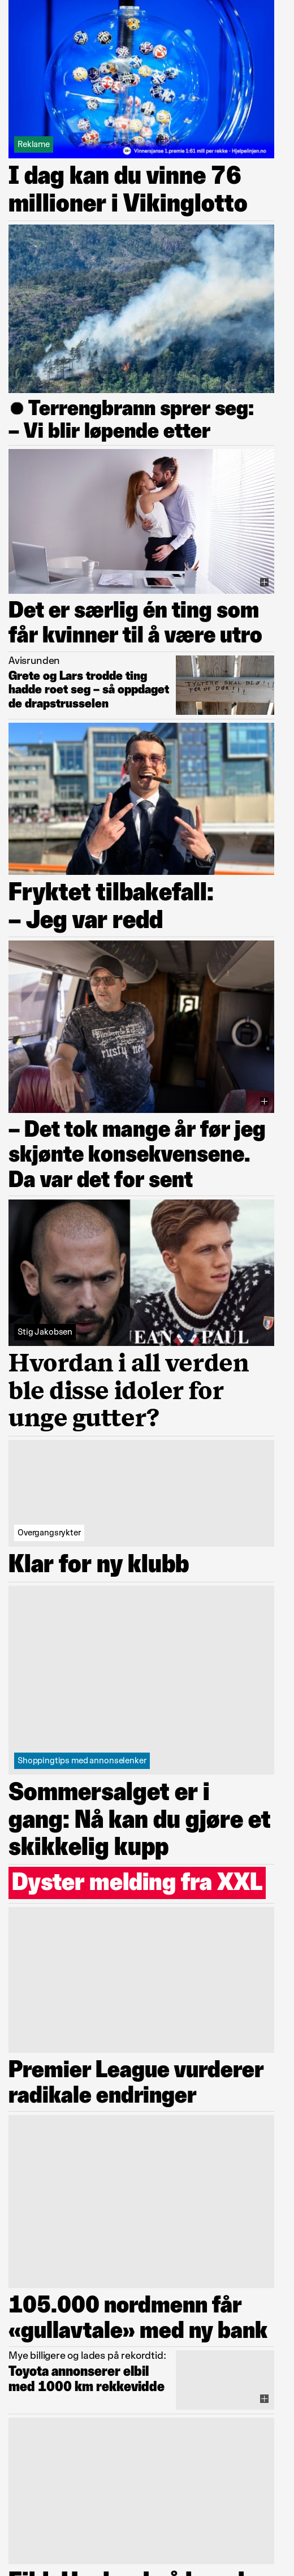 Reklame
Vinnersjanse 1.premie 1:61 mill per rekke - Hjelpelinjen.no
I dag kan du vinne 76
millioner i Vikinglotto
Terrengbrann sprer seg:
– Vi blir løpende etter
Det er særlig én ting som
får kvinner til å være utro
Avisrunden
Grete og Lars trodde ting
hadde roet seg – så oppdaget
de drapstrusselen
Fryktet tilbakefall:
– Jeg var redd
– Det tok mange år før jeg
skjønte konsekvensene.
Da var det for sent
EAN PAUL
Stig Jakobsen
Hvordan i all verden
ble disse idoler for
unge gutter?
Overgangsrykter
Klar for ny klubb
Shoppingtips med annonselenker
Sommersalget er i
gang: Nå kan du gjøre et
skikkelig kupp
Dyster melding fra XXL
Premier League vurderer
radikale endringer
105.000 nordmenn får
«gullavtale» med ny bank
Mye billigere og lades på rekordtid:
Toyota annonserer elbil
med 1000 km rekkevidde